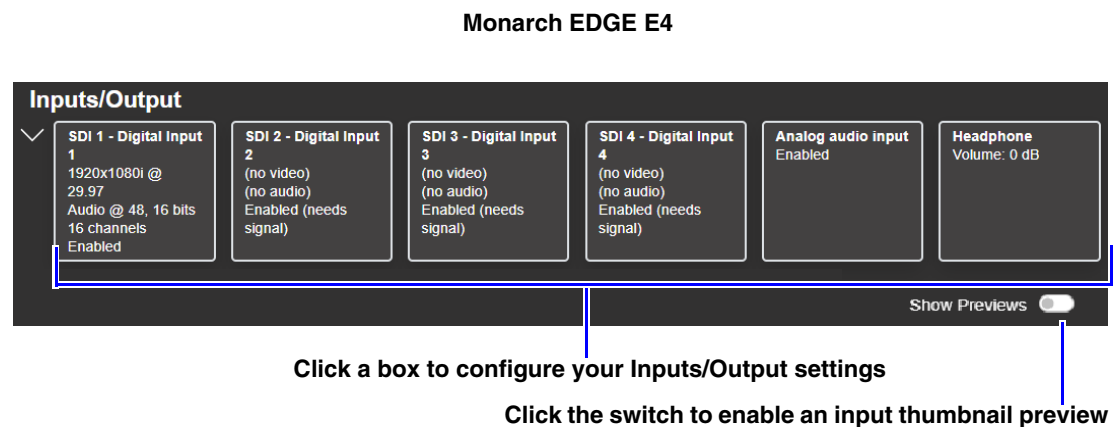 Monarch EDGE E4
Inputs/Output
SDI 1 - Digital Input
1
1920x1080i @
29.97
Audio @ 48, 16 bits
16 channels
Enabled
SDI 2 - Digital Input
2
(no video)
(no audio)
Enabled (needs
signal)
SDI 3 - Digital Input
3
(no video)
(no audio)
Enabled (needs
signal)
SDI 4 - Digital Input
4
(no video)
(no audio)
Enabled (needs
signal)
Analog audio input
Enabled
Headphone
Volume: 0 dB
Show Previews
Click a box to configure your Inputs/Output settings
Click the switch to enable an input thumbnail preview